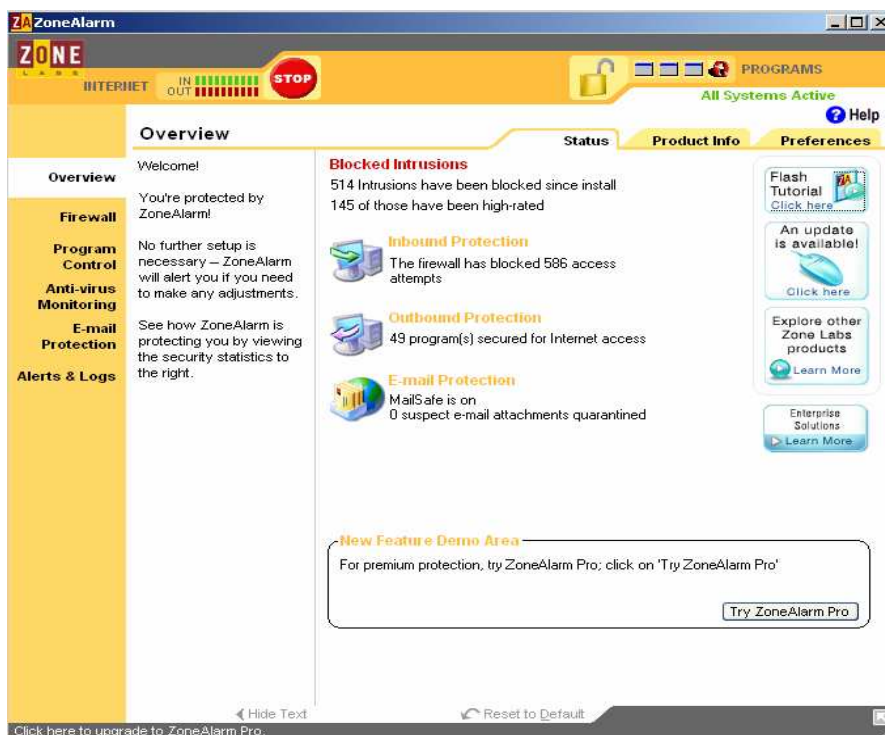 ZA ZoneAlarm
ZONE
LABS
INTERNET
IN
OUT
STOP
PROGRAMS
All Systems Active
? Help
Overview
Status
Product Info
Preferences
Overview
Firewall
Program
Control
Anti-virus
Monitoring
E-mail
Protection
Alerts & Logs
Welcome!
You're protected by
ZoneAlarm!
No further setup is
necessary – ZoneAlarm
will alert you if you need
to make any adjustments.
See how ZoneAlarm is
protecting you by viewing
the security statistics to
the right.
Blocked Intrusions
514 Intrusions have been blocked since install
145 of those have been high-rated
Inbound Protection
The firewall has blocked 586 access
attempts
Outbound Protection
49 program(s) secured for Internet access
E-mail Protection
MailSafe is on
0 suspect e-mail attachments quarantined
Flash
Tutorial
Click here
An update
is available!
Click here
Explore other
Zone Labs
products
Learn More
Enterprise
Solutions
Learn More
New Feature Demo Area
For premium protection, try ZoneAlarm Pro; click on 'Try ZoneAlarm Pro'
Try ZoneAlarm Pro
Hide Text
Reset to Default
Click here to upgrade to ZoneAlarm Pro.